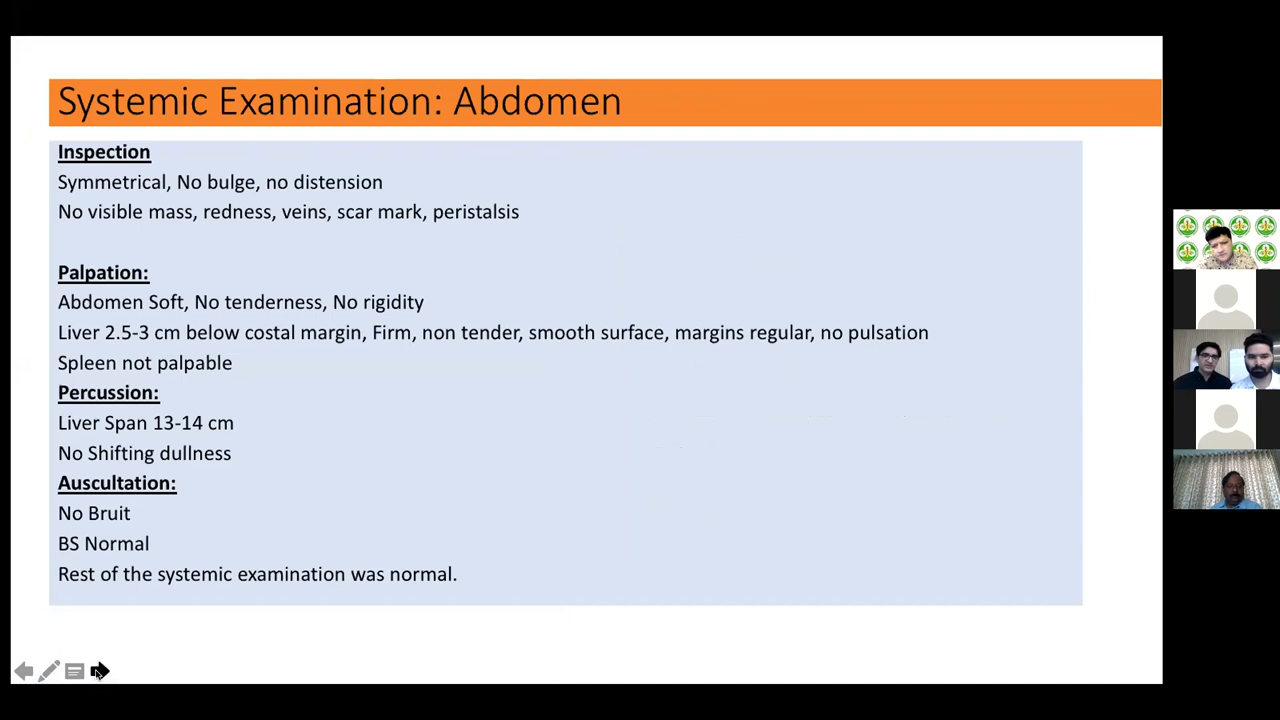 Systemic Examination: Abdomen
Inspection
Symmetrical, No bulge, no distension
No visible mass, redness, veins, scar mark, peristalsis
Palpation:
Abdomen Soft, No tenderness, No rigidity
Liver 2.5-3 cm below costal margin, Firm, non tender, smooth surface, margins regular, no pulsation
Spleen not palpable
Percussion:
Liver Span 13-14 cm
No Shifting dullness
Auscultation:
No Bruit
BS Normal
Rest of the systemic examination was normal.